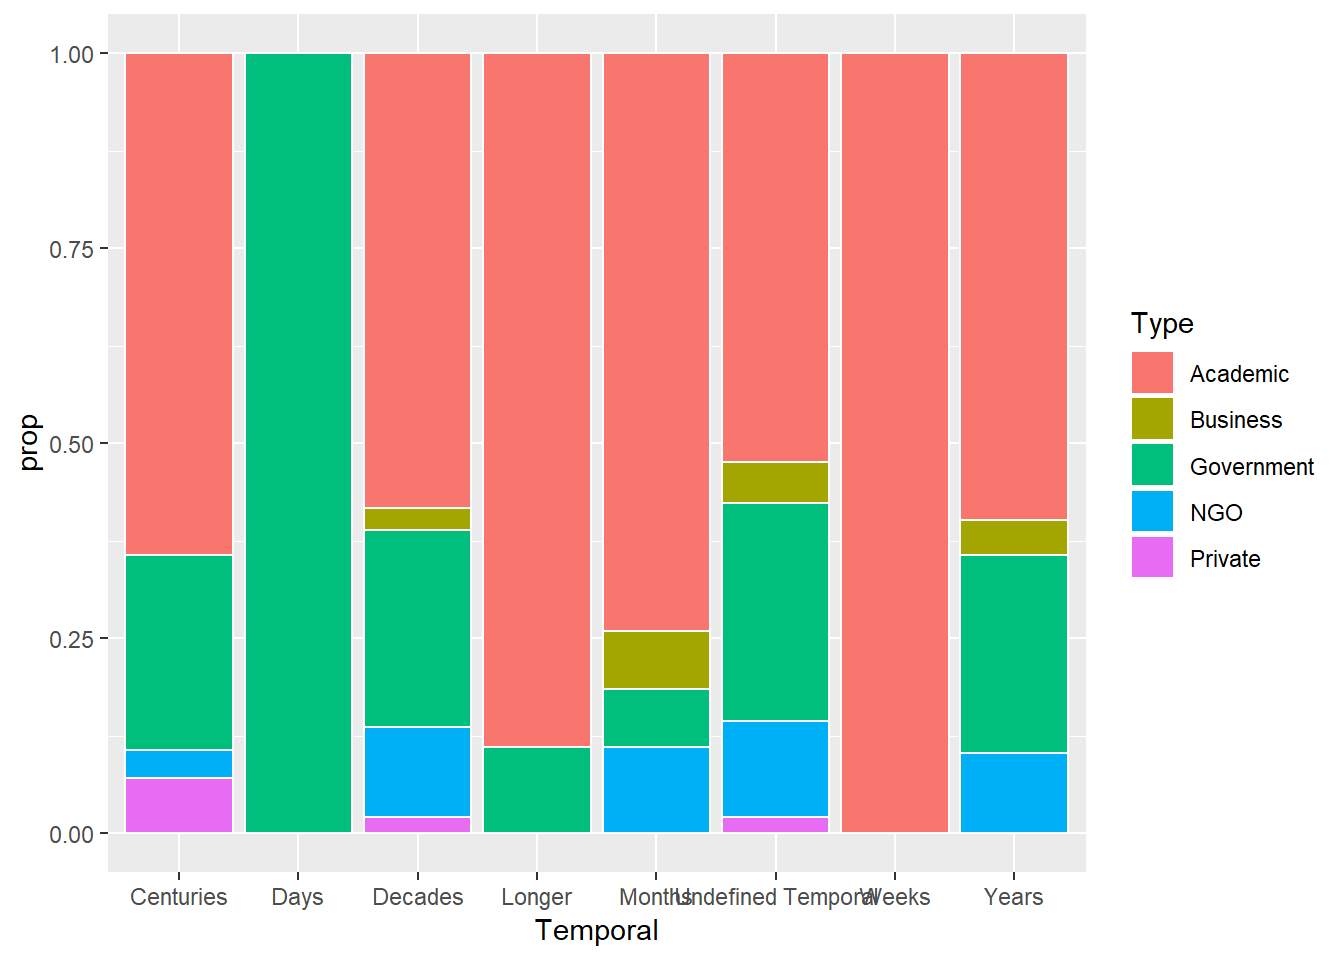 1.00
0.75
0.50
0.25
0.00
prop
Centuries Days Decades Longer Months Undefined Temporal Weeks Years
Temporal
Type
Academic
Business
Government
NGO
Private